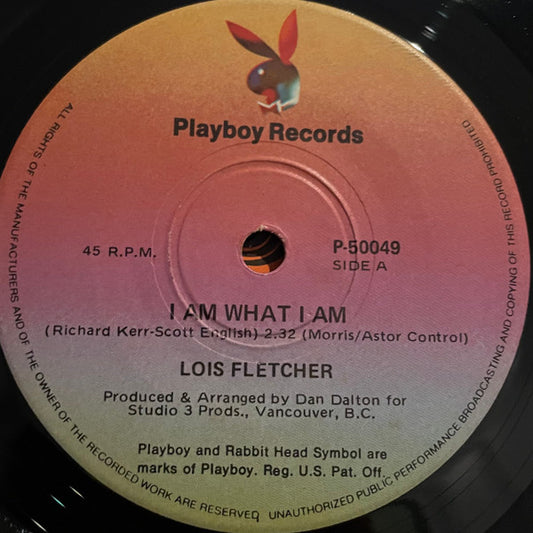 Playboy Records
45 R.P.M.
P-50049
SIDE A
I AM WHAT I AM
(Richard Kerr-Scott English) 2.32 (Morris/Astor Control)
LOIS FLETCHER
Produced & Arranged by Dan Dalton for
Studio 3 Prods., Vancouver, B.C.
Playboy and Rabbit Head Symbol are
marks of Playboy. Reg. U.S. Pat. Off.
ALL RIGHTS OF THE MANUFACTURERS AND OF THE OWNER OF THE RECORDED WORK ARE RESERVED. UNAUTHORIZED PUBLIC PERFORMANCE BROADCASTING AND COPYING OF THIS RECORD PROHIBITED